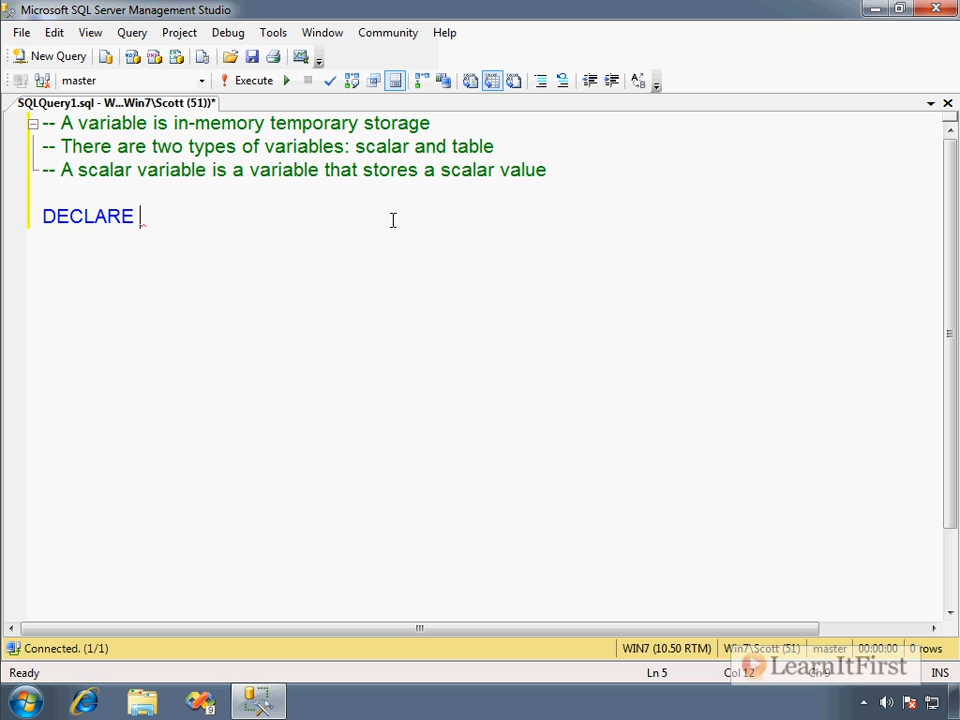 Microsoft SQL Server Management Studio
File Edit View Query Project Debug Tools Window Community Help
New Query
master Execute
SQLQuery1.sql - W...Win7\Scott (51))*
-- A variable is in-memory temporary storage
-- There are two types of variables: scalar and table
-- A scalar variable is a variable that stores a scalar value
DECLARE
Connected. (1/1) WIN7 (10.50 RTM) Win7\Scott (51) master 00:00:00 0 rows
Ready Ln 5 Col 12 Ch 9 INS
LearnItFirst